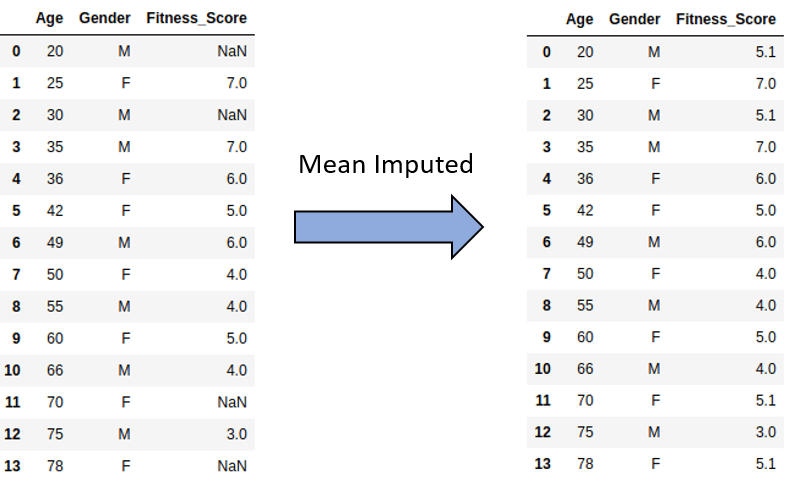 Age Gender Fitness_Score
0 20 M NaN
1 25 F 7.0
2 30 M NaN
3 35 M 7.0
4 36 F 6.0
5 42 F 5.0
6 49 M 6.0
7 50 F 4.0
8 55 M 4.0
9 60 F 5.0
10 66 M 4.0
11 70 F NaN
12 75 M 3.0
13 78 F NaN
Mean Imputed
Age Gender Fitness_Score
0 20 M 5.1
1 25 F 7.0
2 30 M 5.1
3 35 M 7.0
4 36 F 6.0
5 42 F 5.0
6 49 M 6.0
7 50 F 4.0
8 55 M 4.0
9 60 F 5.0
10 66 M 4.0
11 70 F 5.1
12 75 M 3.0
13 78 F 5.1